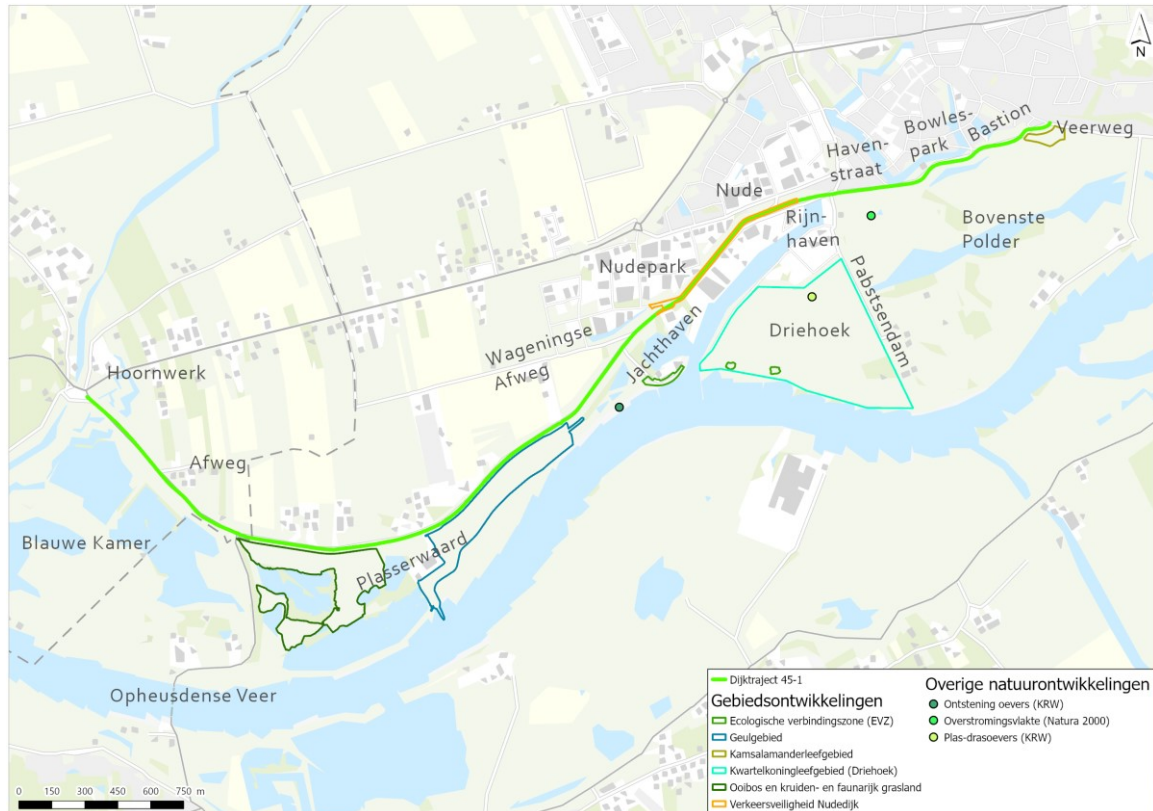 N
Veerweg
Bastion
Bowles-
park
Haven-
straat
Nude
Rijn-
haven
Bovenste
Polder
Nudepark
Pabstsendam
Driehoek
Jachthaven
Wageningse
Afweg
Hoornwerk
Afweg
Blauwe Kamer
Plasserwaard
Opheusdense Veer
Dijktraject 45-1
Gebiedsontwikkelingen
Ecologische verbindingszone (EVZ)
Geulgebied
Kamsalamanderleefgebied
Kwartelkoningleefgebied (Driehoek)
Ooibos en kruiden- en faunarijk grasland
Verkeersveiligheid Nudedijk
Overige natuurontwikkelingen
Ontstening oevers (KRW)
Overstromingsvlakte (Natura 2000)
Plas-drasoevers (KRW)
0 150 300 450 600 750 m